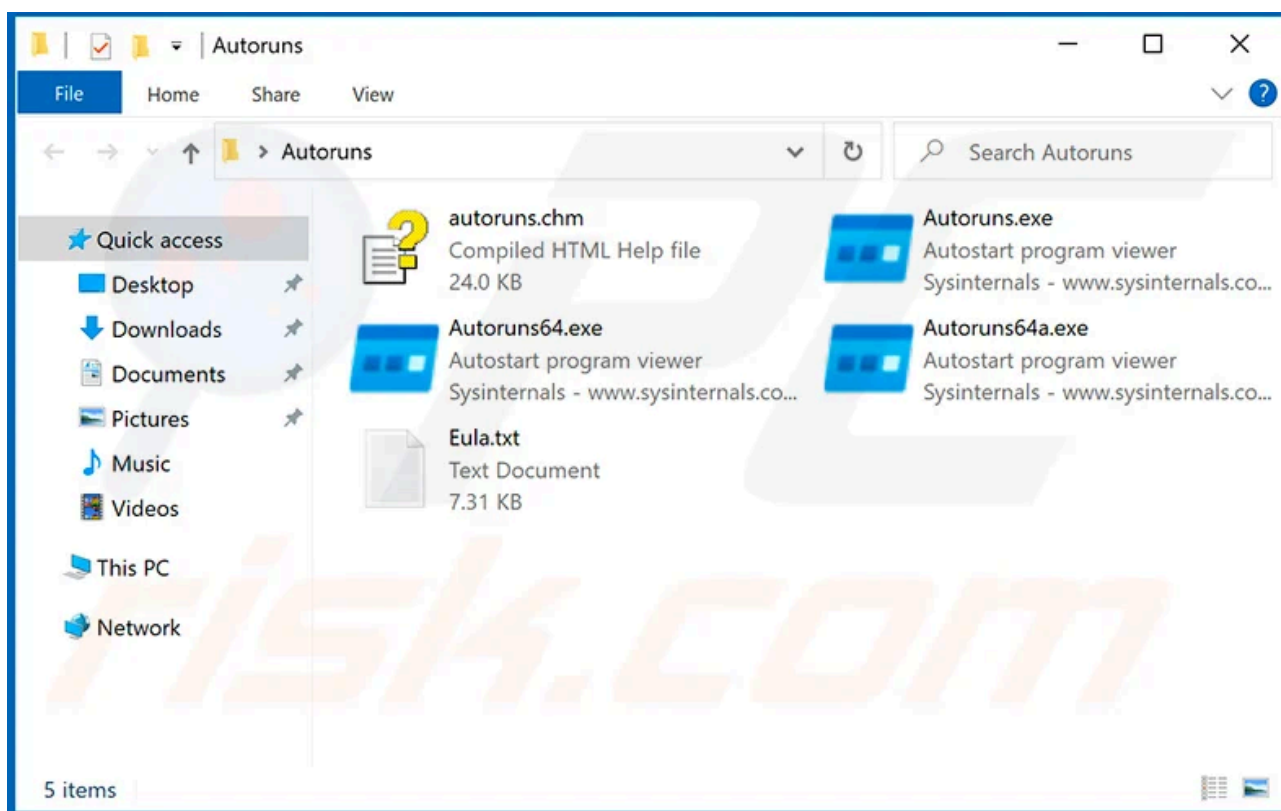 Autoruns
File Home Share View
Autoruns
Search Autoruns
Quick access
Desktop
Downloads
Documents
Pictures
Music
Videos
This PC
Network
autoruns.chm
Compiled HTML Help file
24.0 KB
Autoruns.exe
Autostart program viewer
Sysinternals - www.sysinternals.co...
Autoruns64.exe
Autostart program viewer
Sysinternals - www.sysinternals.co...
Autoruns64a.exe
Autostart program viewer
Sysinternals - www.sysinternals.co...
Eula.txt
Text Document
7.31 KB
5 items
PC
risk.com